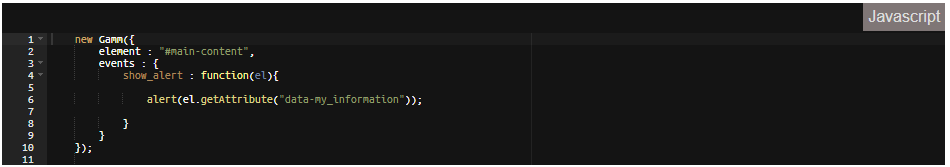 Javascript
1 new Gamm({
2 element : "#main-content",
3 events : {
4 show_alert : function(el){
5
6 alert(el.getAttribute("data-my_information"));
7
8 }
9 }
10 });
11